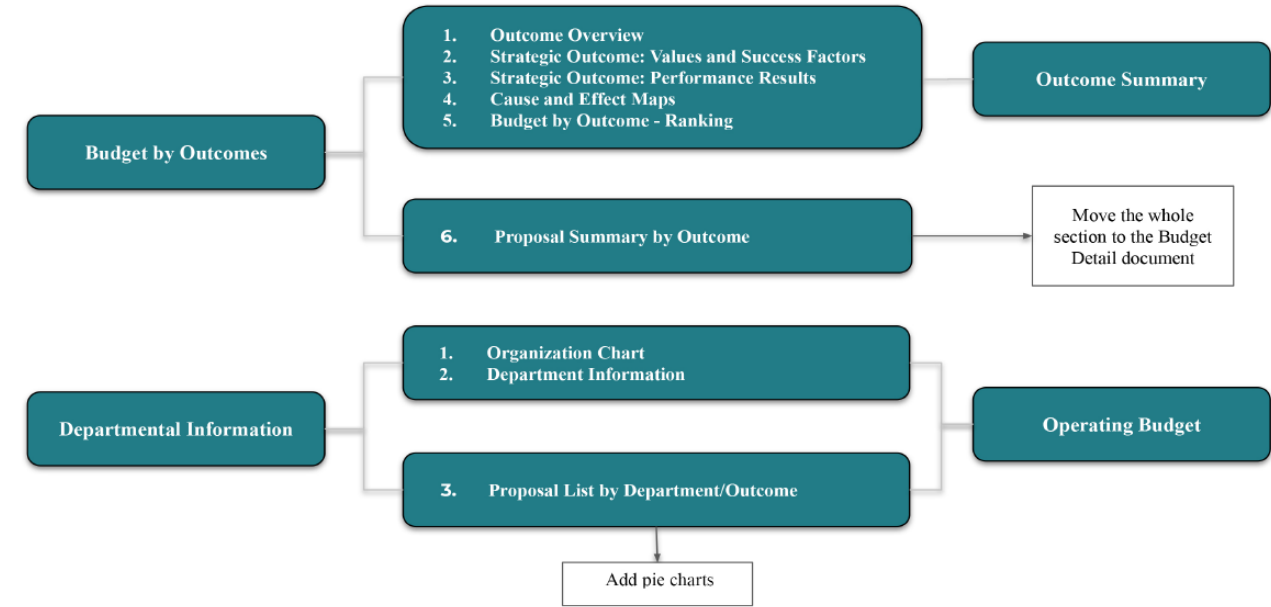 1. Outcome Overview
2. Strategic Outcome: Values and Success Factors
3. Strategic Outcome: Performance Results
4. Cause and Effect Maps
5. Budget by Outcome - Ranking
Outcome Summary
Budget by Outcomes
6. Proposal Summary by Outcome
Move the whole
section to the Budget
Detail document
1. Organization Chart
2. Department Information
Departmental Information
Operating Budget
3. Proposal List by Department/Outcome
Add pie charts